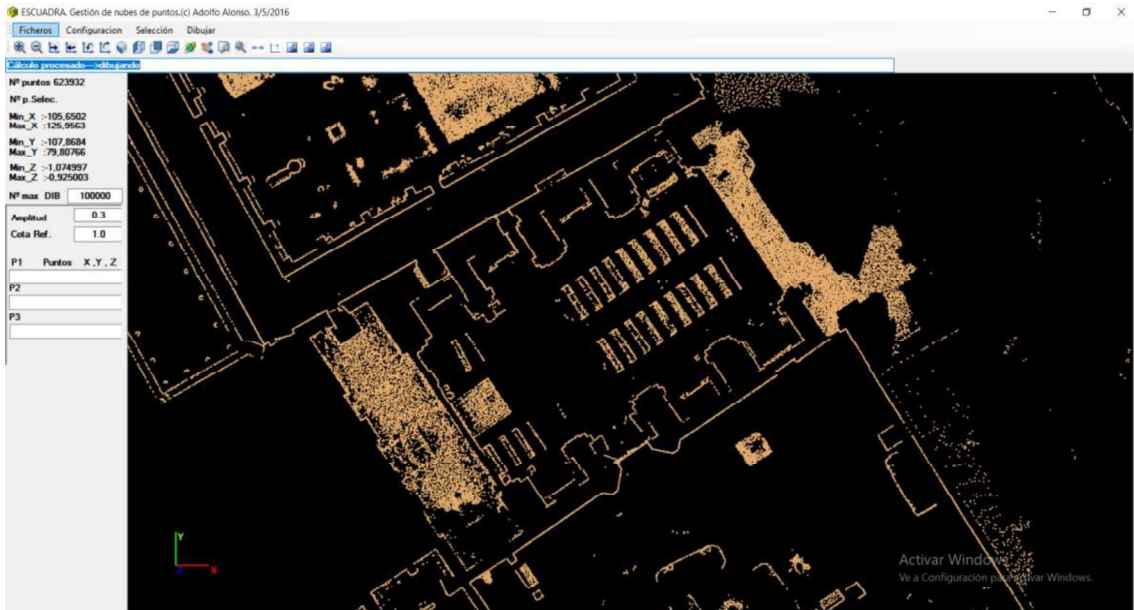 ESCUADRA. Gestión de nubes de puntos.(c) Adolfo Alonso. 3/5/2016
Ficheros Configuracion Selección Dibujar
Cálculo procesado--->dibujando
Nº puntos 623932
Nº p.Selec.
Min_X :-105,6502
Max_X :125,9563
Min_Y :-107,8684
Max_Y :79,80766
Min_Z :-1,074997
Max_Z :-0,925003
Nº max DIB 100000
Amplitud 0.3
Cota Ref. 1.0
P1 Puntos X ,Y , Z
P2
P3
Y
X
Activar Windows
Ve a Configuración para activar Windows.